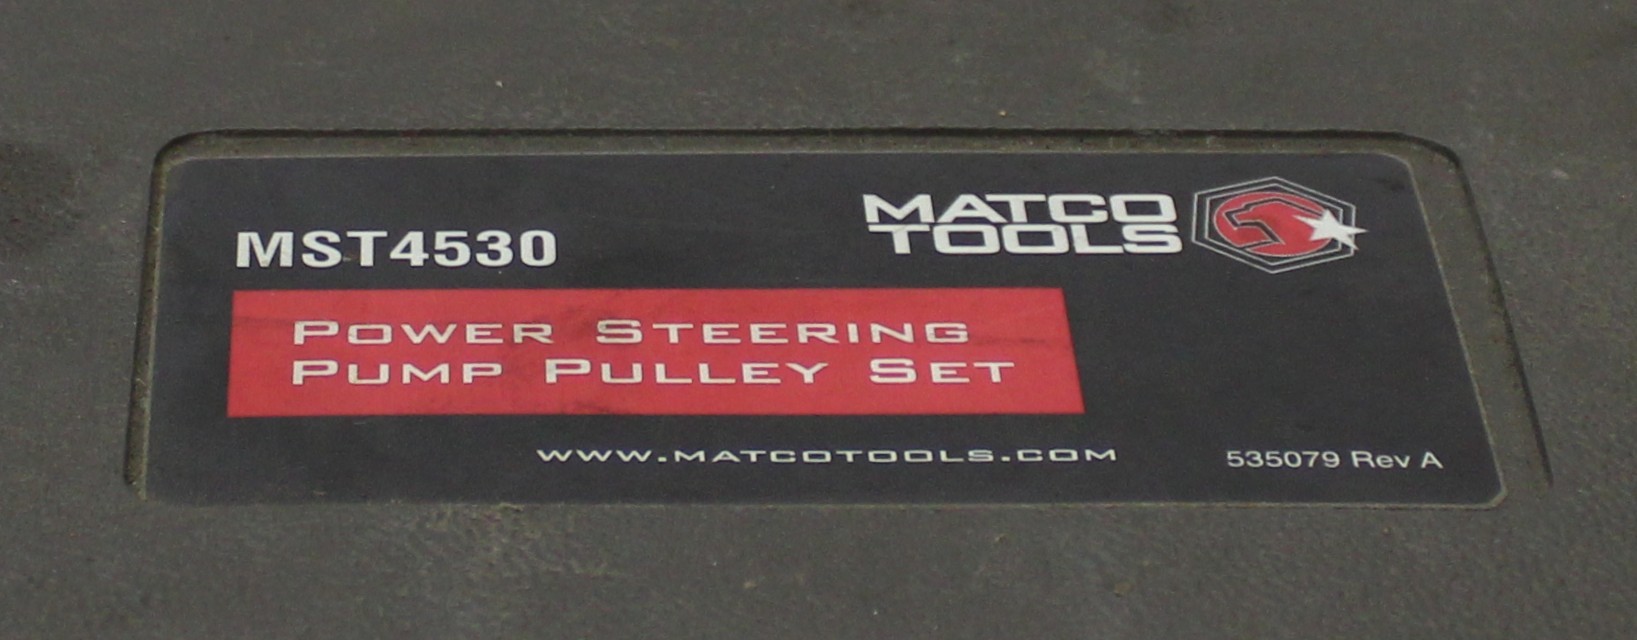 MATCO
TOOLS
MST4530
POWER STEERING
PUMP PULLEY SET
WWW.MATCOTOOLS.COM
535079 Rev A